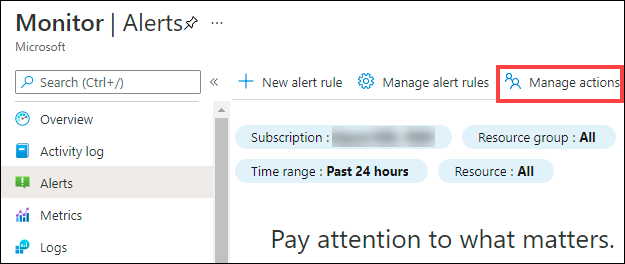 Monitor | Alerts
Microsoft
Search (Ctrl+/)
«
New alert rule
Manage alert rules
Manage actions
Overview
Activity log
Alerts
Metrics
Logs
Subscription :
Resource group : All
Time range : Past 24 hours
Resource : All
Pay attention to what matters.